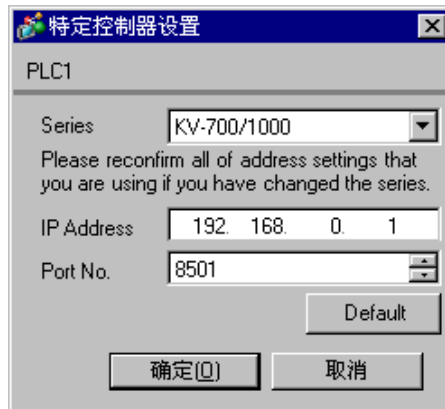 特定控制器设置
PLC1
Series KV-700/1000
Please reconfirm all of address settings that
you are using if you have changed the series.
IP Address 192. 168. 0. 1
Port No. 8501
Default
确定(O) 取消